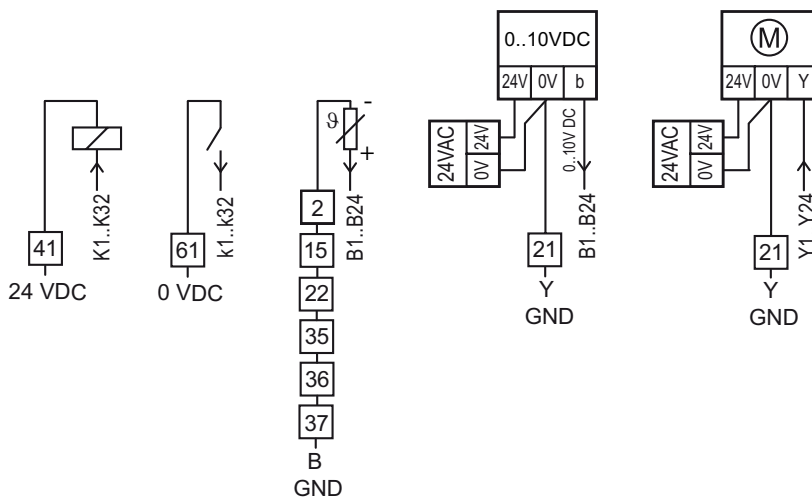 41
24 VDC
K1..K32
61
0 VDC
k1..k32
ϑ
-
+
B1..B24
2
15
22
35
36
37
B
GND
0..10VDC
24V 0V b
24VAC
24V
0V
0..10V DC
B1..B24
21
Y
GND
M
24V 0V Y
24VAC
24V
0V
Y1..Y24
21
Y
GND